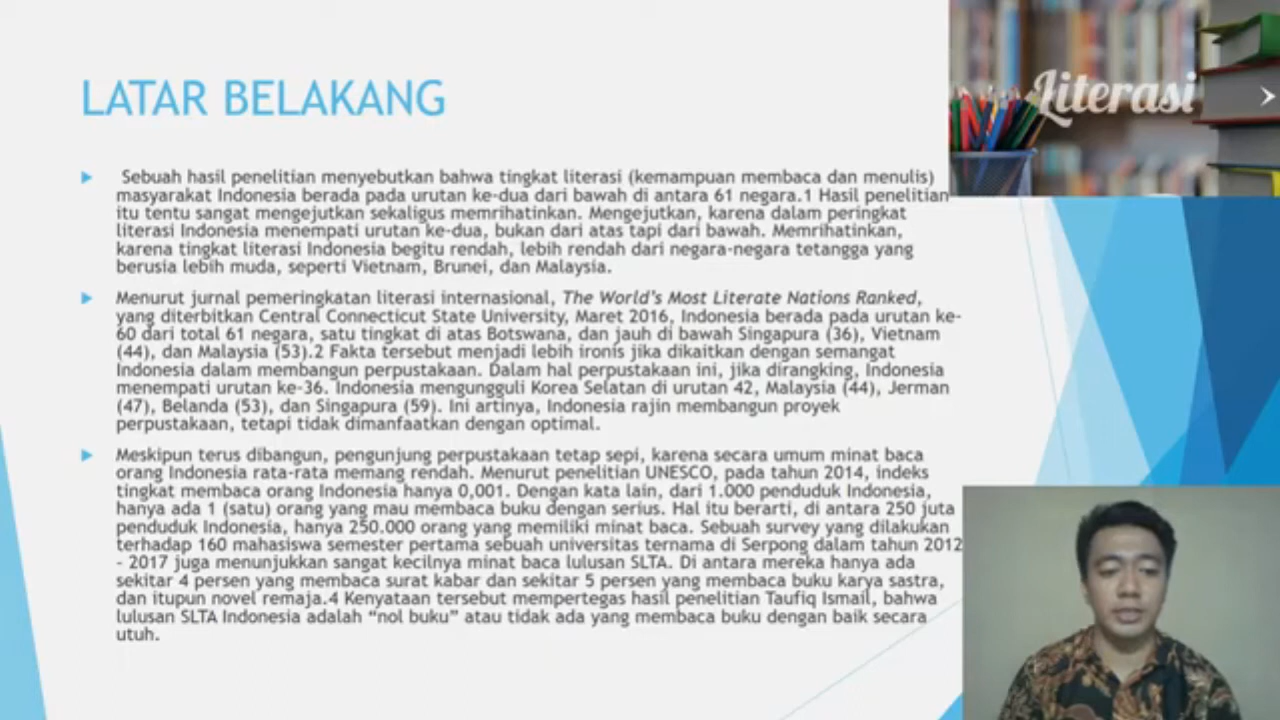 LATAR BELAKANG
Literasi
Sebuah hasil penelitian menyebutkan bahwa tingkat literasi (kemampuan membaca dan menulis)
masyarakat Indonesia berada pada urutan ke-dua dari bawah di antara 61 negara.1 Hasil penelitian
itu tentu sangat mengejutkan sekaligus memrihatinkan. Mengejutkan, karena dalam peringkat
literasi Indonesia menempati urutan ke-dua, bukan dari atas tapi dari bawah. Memrihatinkan,
karena tingkat literasi Indonesia begitu rendah, lebih rendah dari negara-negara tetangga yang
berusia lebih muda, seperti Vietnam, Brunei, dan Malaysia.
Menurut jurnal pemeringkatan literasi internasional, The World's Most Literate Nations Ranked,
yang diterbitkan Central Connecticut State University, Maret 2016, Indonesia berada pada urutan ke-
60 dari total 61 negara, satu tingkat di atas Botswana, dan jauh di bawah Singapura (36), Vietnam
(44), dan Malaysia (53).2 Fakta tersebut menjadi lebih ironis jika dikaitkan dengan semangat
Indonesia dalam membangun perpustakaan. Dalam hal perpustakaan ini, jika dirangking, Indonesia
menempati urutan ke-36. Indonesia mengungguli Korea Selatan di urutan 42, Malaysia (44), Jerman
(47), Belanda (53), dan Singapura (59). Ini artinya, Indonesia rajin membangun proyek
perpustakaan, tetapi tidak dimanfaatkan dengan optimal.
Meskipun terus dibangun, pengunjung perpustakaan tetap sepi, karena secara umum minat baca
orang Indonesia rata-rata memang rendah. Menurut penelitian UNESCO, pada tahun 2014, indeks
tingkat membaca orang Indonesia hanya 0,001. Dengan kata lain, dari 1.000 penduduk Indonesia,
hanya ada 1 (satu) orang yang mau membaca buku dengan serius. Hal itu berarti, di antara 250 juta
penduduk Indonesia, hanya 250.000 orang yang memiliki minat baca. Sebuah survey yang dilakukan
terhadap 160 mahasiswa semester pertama sebuah universitas ternama di Serpong dalam tahun 2012
- 2017 juga menunjukkan sangat kecilnya minat baca lulusan SLTA. Di antara mereka hanya ada
sekitar 4 persen yang membaca surat kabar dan sekitar 5 persen yang membaca buku karya sastra,
dan itupun novel remaja.4 Kenyataan tersebut mempertegas hasil penelitian Taufiq Ismail, bahwa
lulusan SLTA Indonesia adalah “nol buku” atau tidak ada yang membaca buku dengan baik secara
utuh.